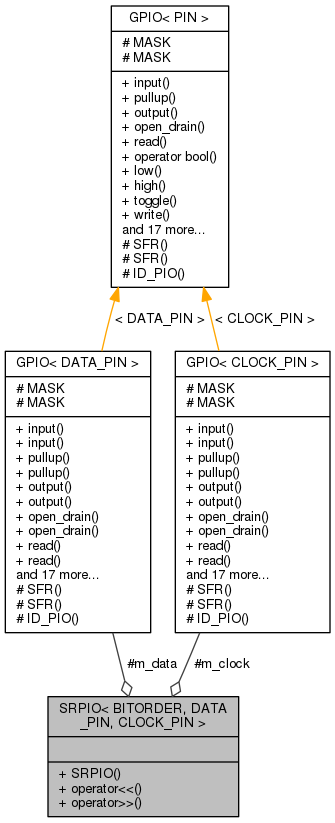 GPIO< PIN >
# MASK
# MASK
+ input()
+ pullup()
+ output()
+ open_drain()
+ read()
+ operator bool()
+ low()
+ high()
+ toggle()
+ write()
and 17 more...
# SFR()
# SFR()
# ID_PIO()
< DATA_PIN >
< CLOCK_PIN >
GPIO< DATA_PIN >
# MASK
# MASK
+ input()
+ input()
+ pullup()
+ pullup()
+ output()
+ output()
+ open_drain()
+ open_drain()
+ read()
+ read()
and 17 more...
# SFR()
# SFR()
# ID_PIO()
GPIO< CLOCK_PIN >
# MASK
# MASK
+ input()
+ input()
+ pullup()
+ pullup()
+ output()
+ output()
+ open_drain()
+ open_drain()
+ read()
+ read()
and 17 more...
# SFR()
# SFR()
# ID_PIO()
#m_data
#m_clock
SRPIO< BITORDER, DATA
_PIN, CLOCK_PIN >
+ SRPIO()
+ operator<<()
+ operator>>()